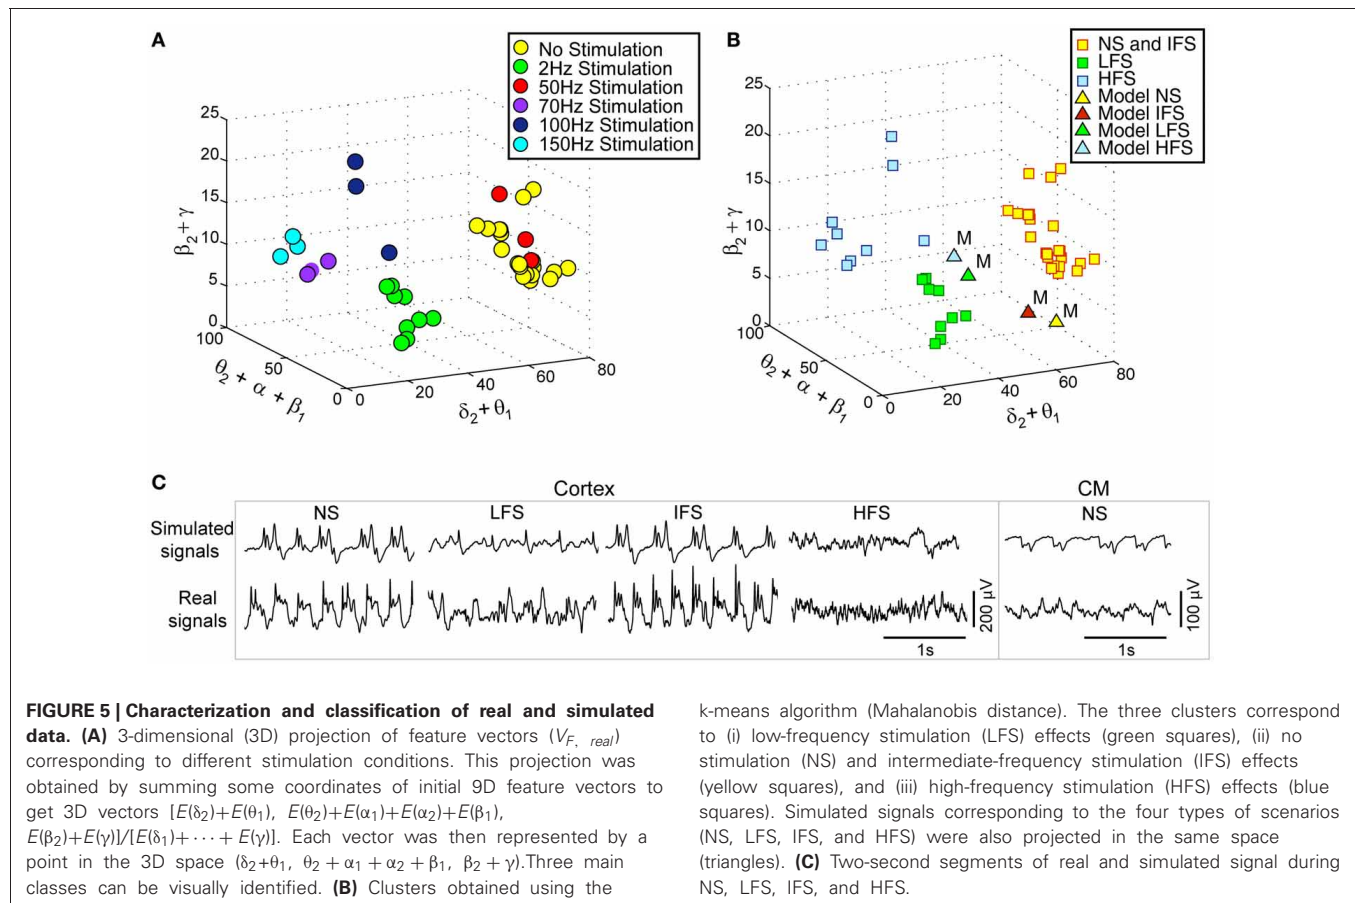 A
No Stimulation
2Hz Stimulation
50Hz Stimulation
70Hz Stimulation
100Hz Stimulation
150Hz Stimulation
25
20
15
10
5
0
β2 + γ
100
50
0
θ2 + α + β1
0
20
40
60
80
δ2+θ1
B
NS and IFS
LFS
HFS
Model NS
Model IFS
Model LFS
Model HFS
25
20
15
10
5
0
β2 + γ
M
M
M
M
100
50
0
θ2 + α + β1
0
20
40
60
80
δ2+θ1
C
Cortex
CM
NS
LFS
IFS
HFS
NS
Simulated
signals
Real
signals
200 µV
100 µV
1s
1s
FIGURE 5 | Characterization and classification of real and simulated
data. (A) 3-dimensional (3D) projection of feature vectors (VF, real)
corresponding to different stimulation conditions. This projection was
obtained by summing some coordinates of initial 9D feature vectors to
get 3D vectors [E(δ2)+E(θ1), E(θ2)+E(α1)+E(α2)+E(β1),
E(β2)+E(γ)]/[E(δ1)+· · ·+ E(γ)]. Each vector was then represented by a
point in the 3D space (δ2+θ1, θ2 + α1 + α2 + β1, β2 + γ).Three main
classes can be visually identified. (B) Clusters obtained using the
k-means algorithm (Mahalanobis distance). The three clusters correspond
to (i) low-frequency stimulation (LFS) effects (green squares), (ii) no
stimulation (NS) and intermediate-frequency stimulation (IFS) effects
(yellow squares), and (iii) high-frequency stimulation (HFS) effects (blue
squares). Simulated signals corresponding to the four types of scenarios
(NS, LFS, IFS, and HFS) were also projected in the same space
(triangles). (C) Two-second segments of real and simulated signal during
NS, LFS, IFS, and HFS.